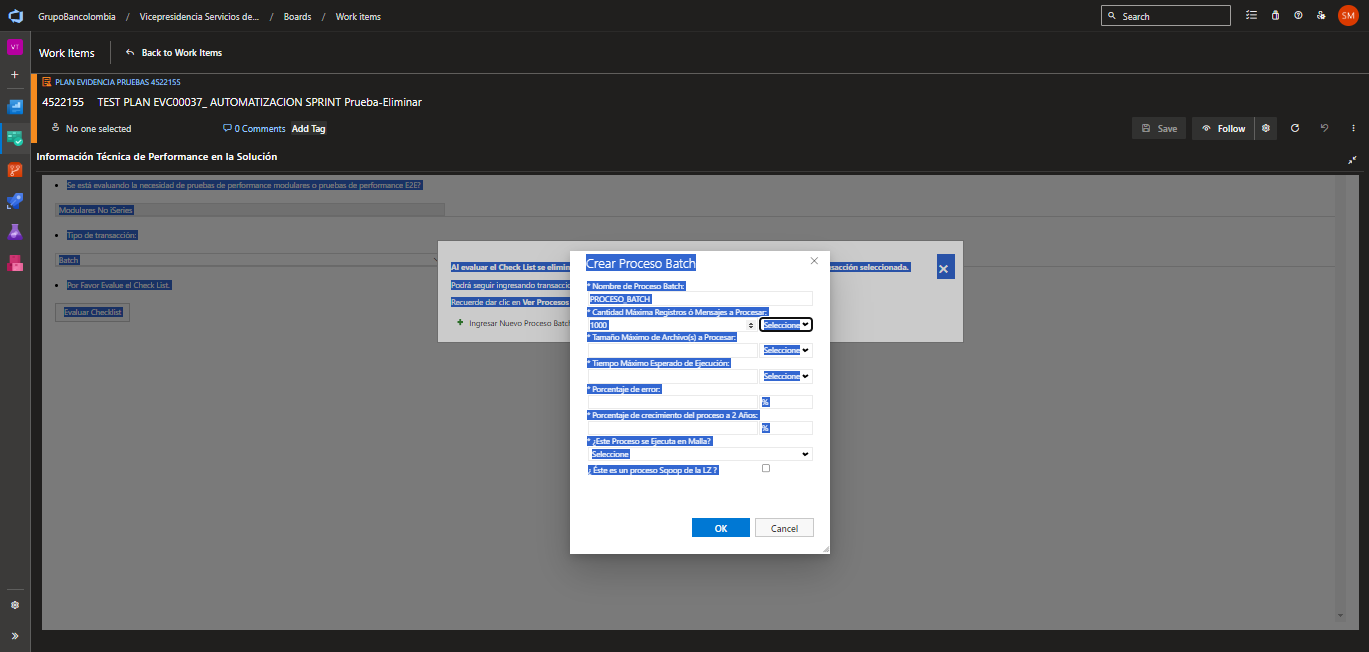 GrupoBancolombia / Vicepresidencia Servicios de... / Boards / Work items
Search
SM
VT
Work Items
Back to Work Items
PLAN EVIDENCIA PRUEBAS 4522155
4522155 TEST PLAN EVC00037_ AUTOMATIZACION SPRINT Prueba-Eliminar
No one selected
0 Comments
Add Tag
Save
Follow
Información Técnica de Performance en la Solución
Se está evaluando la necesidad de pruebas de performance modulares o pruebas de performance E2E?
Modulares No iSeries
Tipo de transacción:
Batch
Por Favor Evalue el Check List.
Evaluar Checklist
Al evaluar el Check List se elimin
sacción seleccionada.
Podrá seguir ingresando transaccio
Recuerde dar clic en Ver Procesos
Ingresar Nuevo Proceso Batch
Crear Proceso Batch
* Nombre de Proceso Batch:
PROCESO_BATCH
* Cantidad Máxima Registros ó Mensajes a Procesar:
1000 Seleccione
* Tamaño Máximo de Archivo(s) a Procesar:
Seleccione
* Tiempo Máximo Esperado de Ejecución:
Seleccione
* Porcentaje de error:
%
* Porcentaje de crecimiento del proceso a 2 Años:
%
* ¿Este Proceso se Ejecuta en Malla?
Seleccione
¿ Éste es un proceso Sqoop de la LZ ?
OK
Cancel